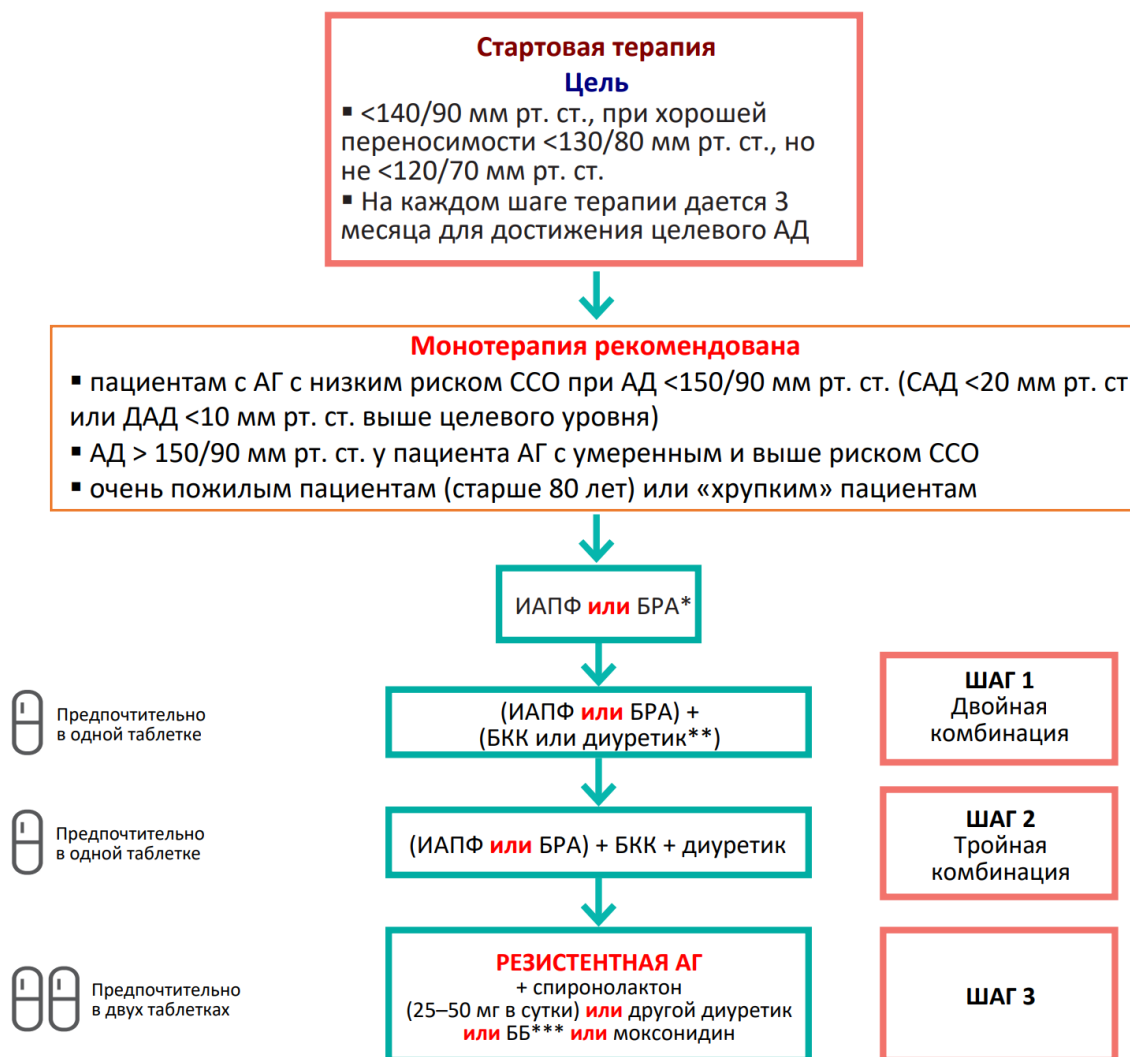 Стартовая терапия
Цель
▪ <140/90 мм рт. ст., при хорошей
переносимости <130/80 мм рт. ст., но
не <120/70 мм рт. ст.
▪ На каждом шаге терапии дается 3
месяца для достижения целевого АД
Монотерапия рекомендована
▪ пациентам с АГ с низким риском ССО при АД <150/90 мм рт. ст. (САД <20 мм рт. ст
или ДАД <10 мм рт. ст. выше целевого уровня)
▪ АД > 150/90 мм рт. ст. у пациента АГ с умеренным и выше риском ССО
▪ очень пожилым пациентам (старше 80 лет) или «хрупким» пациентам
ИАПФ или БРА*
Предпочтительно
в одной таблетке
(ИАПФ или БРА) +
(БКК или диуретик**)
ШАГ 1
Двойная
комбинация
Предпочтительно
в одной таблетке
(ИАПФ или БРА) + БКК + диуретик
ШАГ 2
Тройная
комбинация
Предпочтительно
в двух таблетках
РЕЗИСТЕНТНАЯ АГ
+ спиронолактон
(25–50 мг в сутки) или другой диуретик
или ББ*** или моксонидин
ШАГ 3